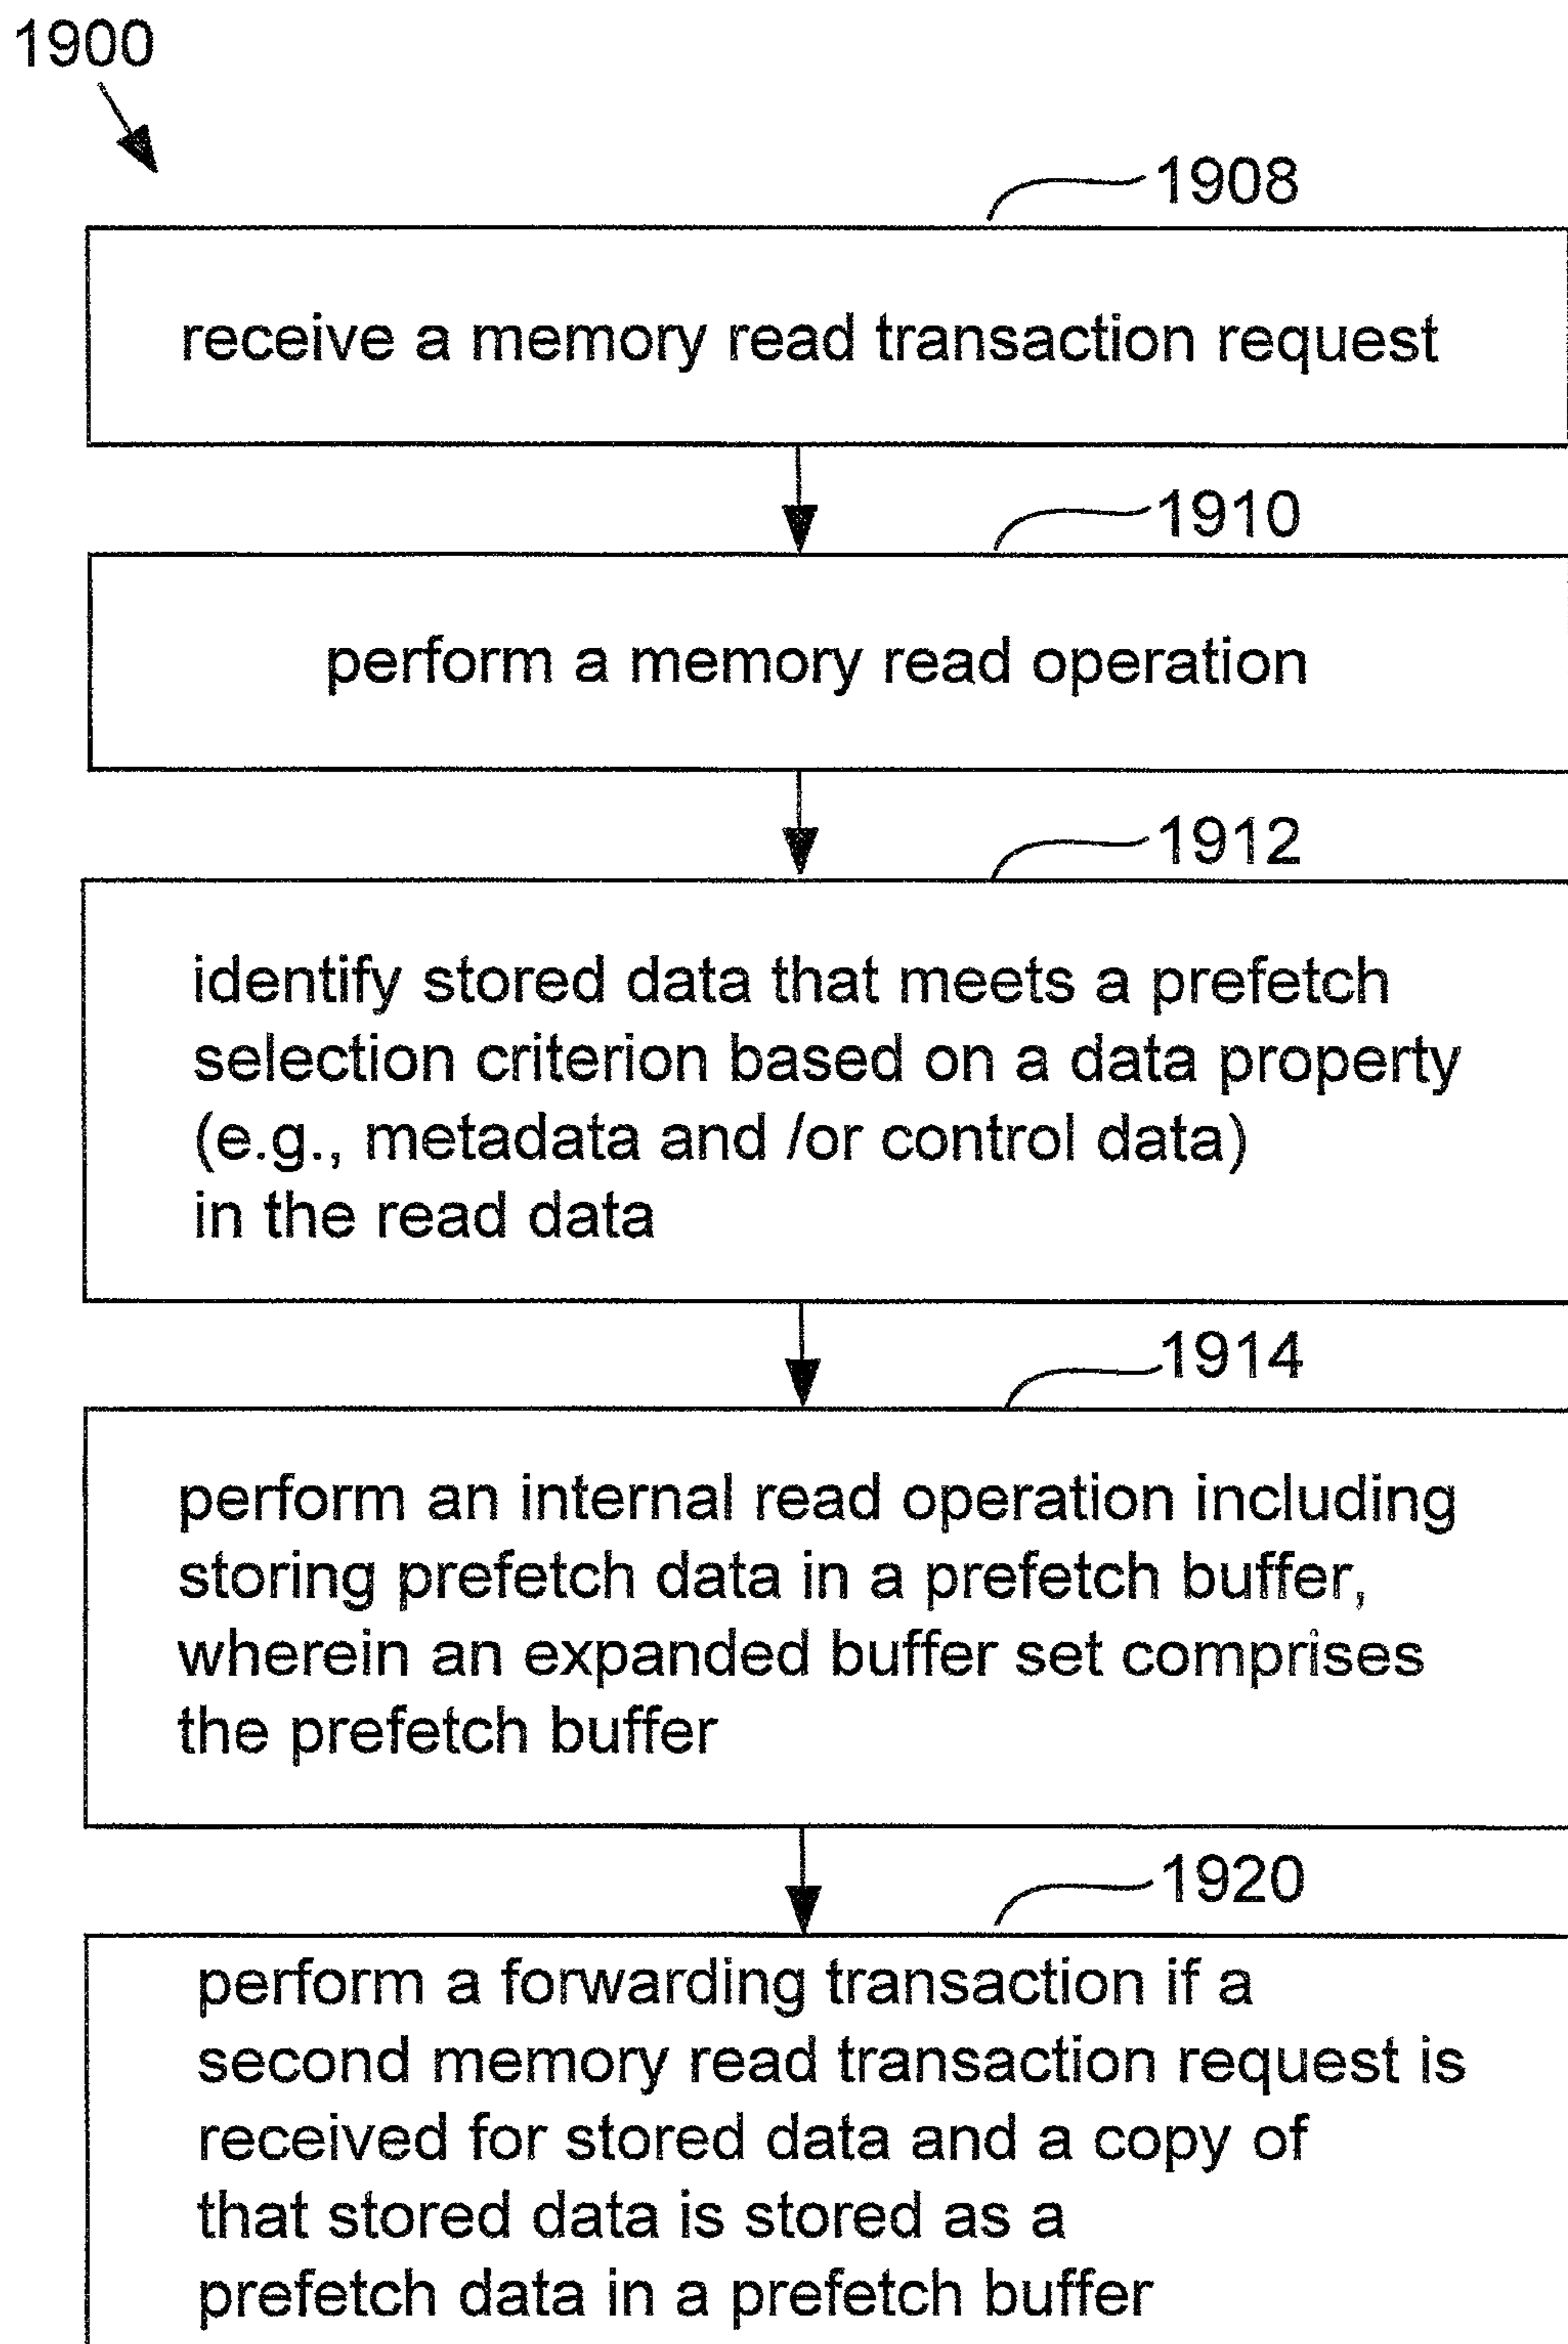 1900
1908
receive a memory read transaction request
1910
perform a memory read operation
1912
identify stored data that meets a prefetch
selection criterion based on a data property
(e.g., metadata and /or control data)
in the read data
1914
perform an internal read operation including
storing prefetch data in a prefetch buffer,
wherein an expanded buffer set comprises
the prefetch buffer
1920
perform a forwarding transaction if a
second memory read transaction request is
received for stored data and a copy of
that stored data is stored as a
prefetch data in a prefetch buffer